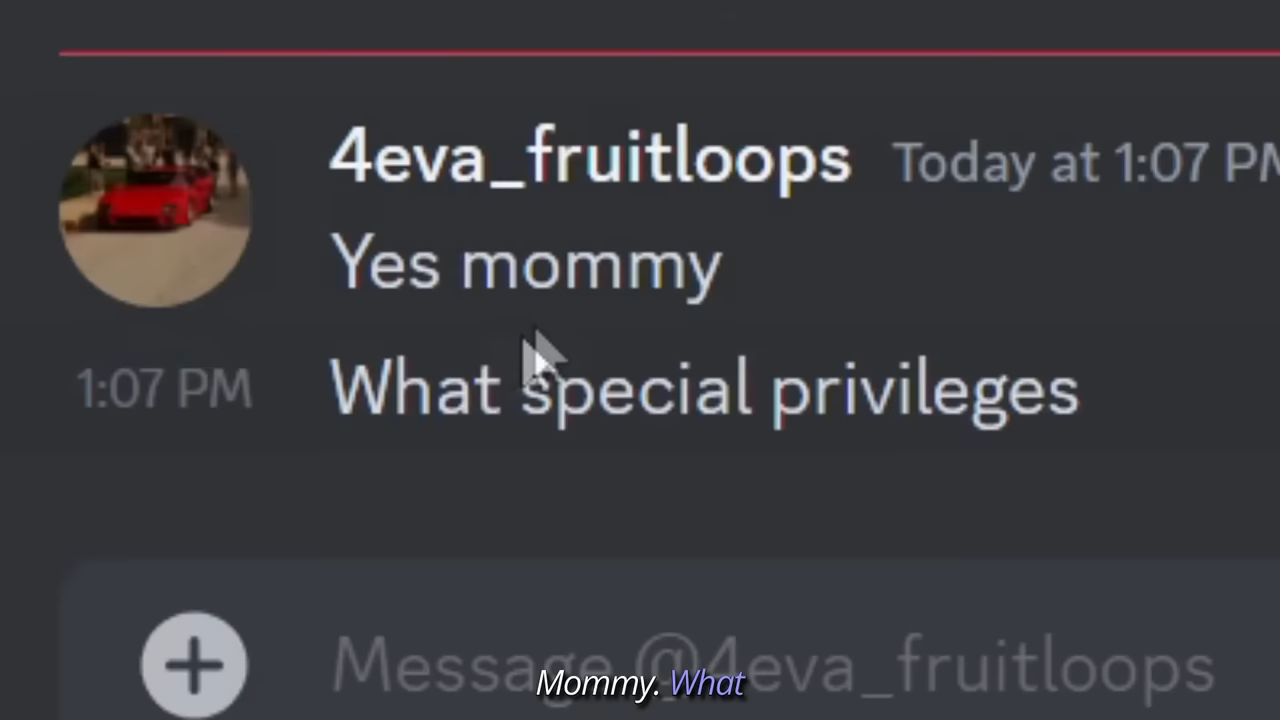 4eva_fruitloops Today at 1:07 PM
Yes mommy
1:07 PM What special privileges
Message @4eva_fruitloops
Mommy. What